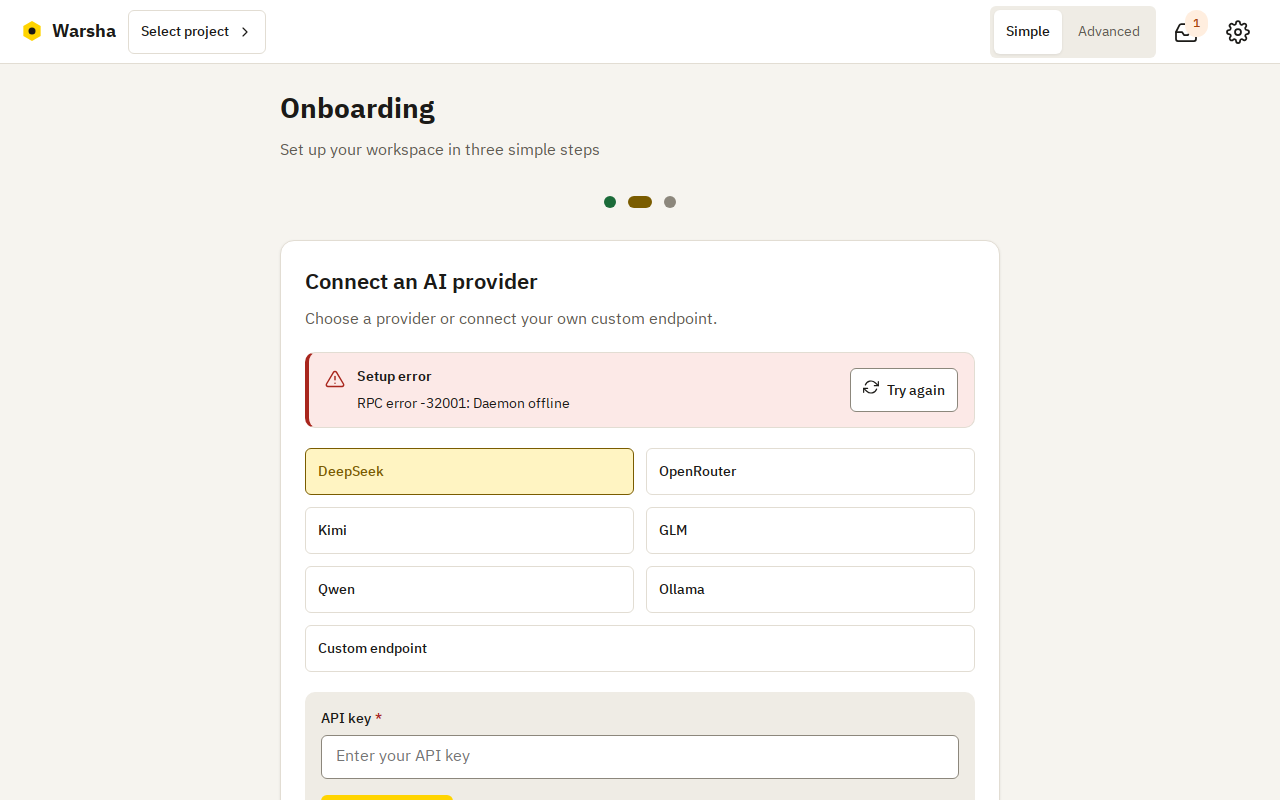 Warsha
Select project
Simple
Advanced
1
Onboarding
Set up your workspace in three simple steps
Connect an AI provider
Choose a provider or connect your own custom endpoint.
Setup error
RPC error -32001: Daemon offline
Try again
DeepSeek
OpenRouter
Kimi
GLM
Qwen
Ollama
Custom endpoint
API key *
Enter your API key